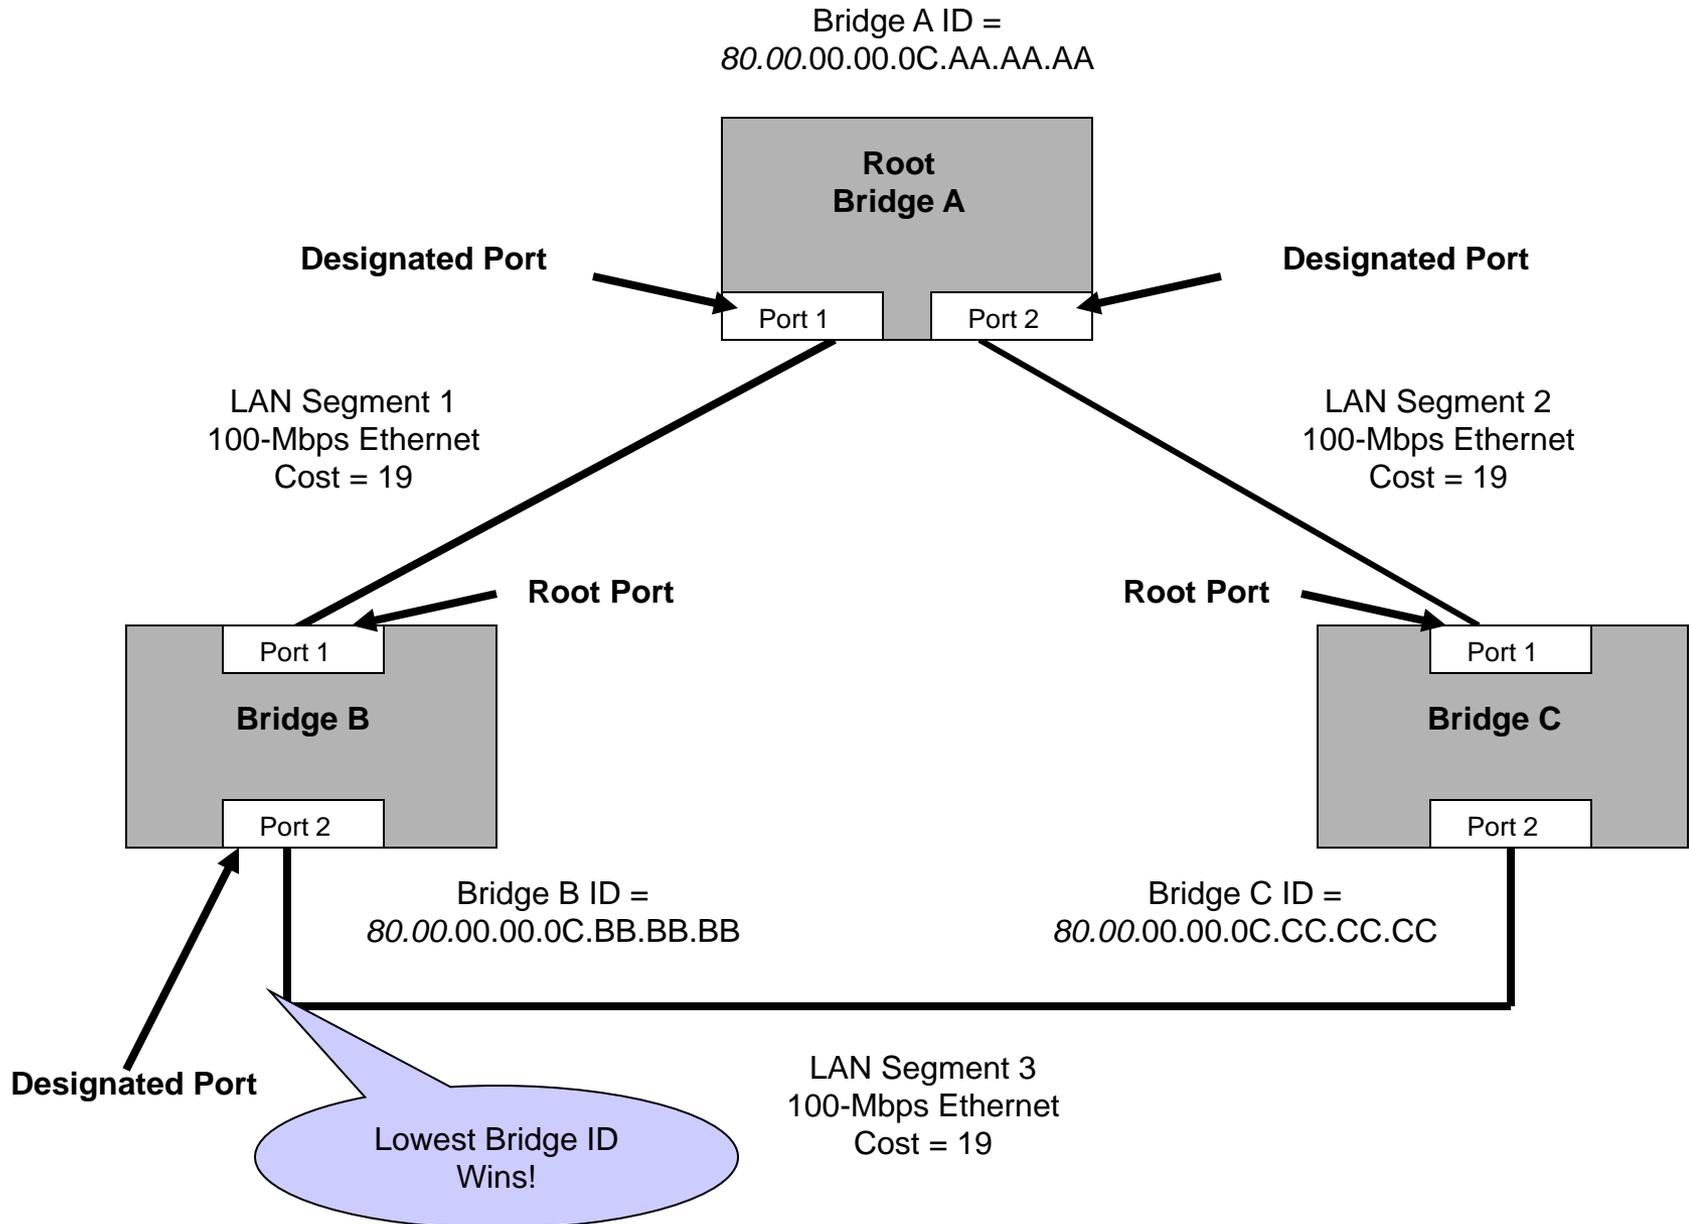 Bridge A ID =
80.00.00.00.0C.AA.AA.AA
Root
Bridge A
Designated Port
Designated Port
Port 1
Port 2
LAN Segment 1
100-Mbps Ethernet
Cost = 19
LAN Segment 2
100-Mbps Ethernet
Cost = 19
Root Port
Root Port
Port 1
Port 1
Bridge B
Bridge C
Port 2
Port 2
Bridge B ID =
80.00.00.00.0C.BB.BB.BB
Bridge C ID =
80.00.00.00.0C.CC.CC.CC
Designated Port
LAN Segment 3
100-Mbps Ethernet
Cost = 19
Lowest Bridge ID
Wins!